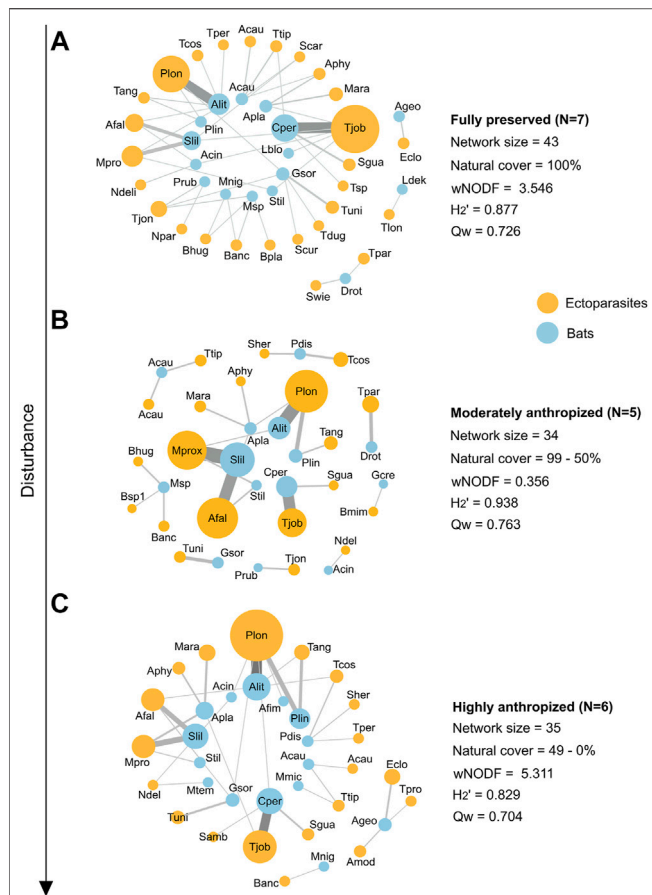 A
Acau
Tper
Ttip
Tcos
Scar
Plon
Aphy
Acau
Mara
Tang
Alit
Apla
Ageo
Afal
Plin
Cper
Tjob
Slil
Eclo
Mpro
Lblo
Acin
Sgua
Ldek
Gsor
Ndeli
Prub
Mnig
Tsp
Stil
Tjon
Msp
Tuni
Tlon
Npar
Tdug
Bhug
Scur
Tpar
Banc
Bpla
Swie
Drot
Fully preserved (N=7)
Network size = 43
Natural cover = 100%
wNODF = 3.546
H2' = 0.877
Qw = 0.726
Ectoparasites
Bats
Disturbance
B
Sher
Pdis
Ttip
Acau
Tcos
Aphy
Plon
Mara
Tpar
Acau
Apla
Alit
Tang
Mprox
Plin
Drot
Bhug
Slil
Cper
Sgua
Gcre
Msp
Stil
Bsp1
Afal
Tjob
Bmim
Banc
Tuni
Gsor
Tjon
Ndel
Prub
Acin
Moderately anthropized (N=5)
Network size = 34
Natural cover = 99 - 50%
wNODF = 0.356
H2' = 0.938
Qw = 0.763
C
Plon
Mara
Tang
Tcos
Aphy
Acin
Alit
Afim
Sher
Afal
Apla
Plin
Pdis
Tper
Slil
Mpro
Stil
Acau
Acau
Eclo
Mtem
Gsor
Mmic
Tpro
Ndel
Cper
Ttip
Tuni
Ageo
Samb
Sgua
Tjob
Mnig
Amod
Banc
Highly anthropized (N=6)
Network size = 35
Natural cover = 49 - 0%
wNODF = 5.311
H2' = 0.829
Qw = 0.704